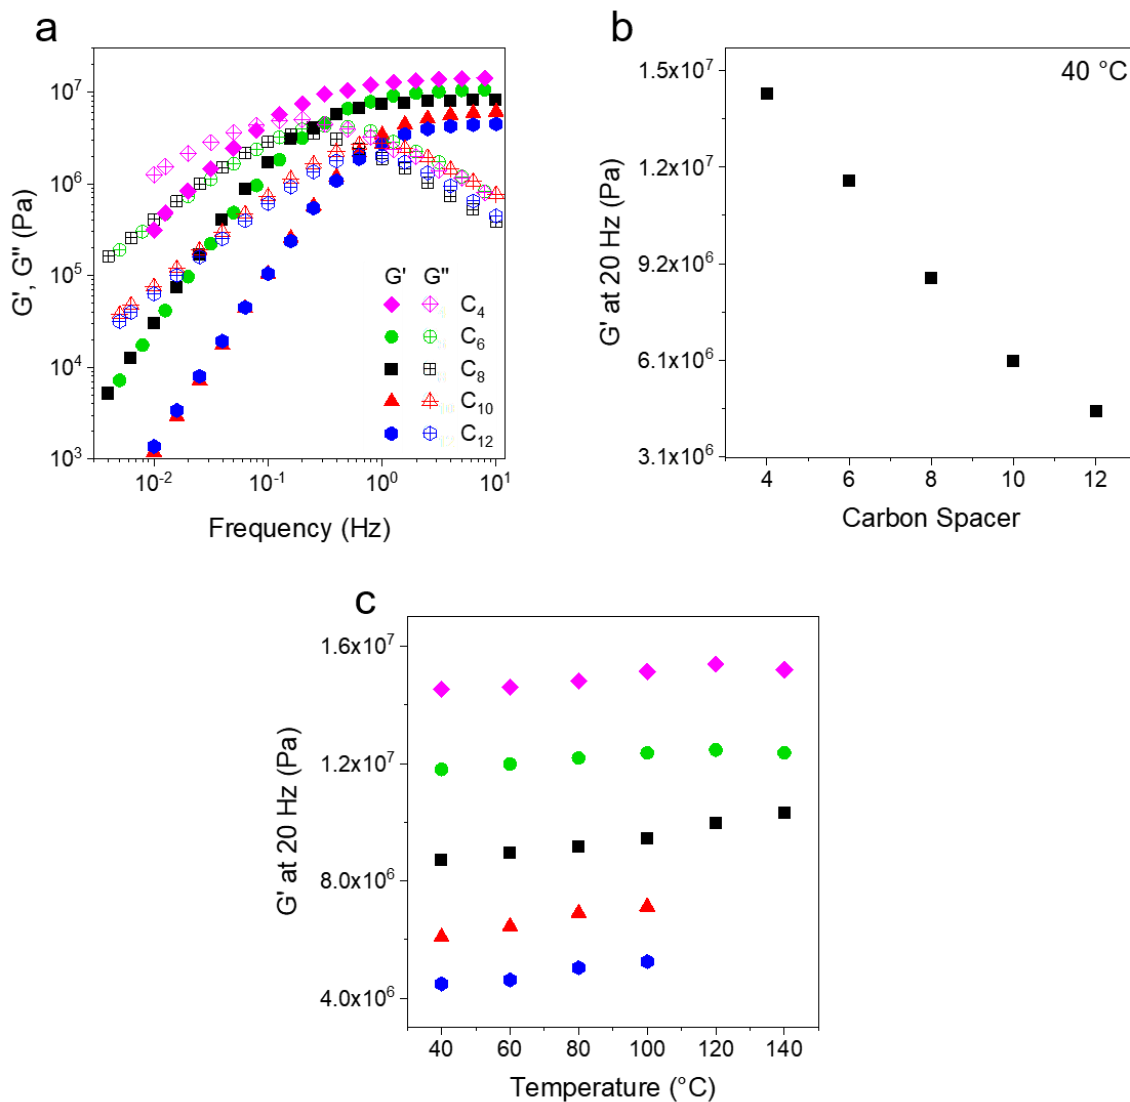 a
G', G" (Pa)
10⁷
10⁶
10⁵
10⁴
10³
10⁻²
10⁻¹
10⁰
10¹
Frequency (Hz)
G' G"
C₄
C₆
C₈
C₁₀
C₁₂
b
40 °C
G' at 20 Hz (Pa)
1.5x10⁷
1.2x10⁷
9.2x10⁶
6.1x10⁶
3.1x10⁶
4 6 8 10 12
Carbon Spacer
c
G' at 20 Hz (Pa)
1.6x10⁷
1.2x10⁷
8.0x10⁶
4.0x10⁶
40 60 80 100 120 140
Temperature (°C)